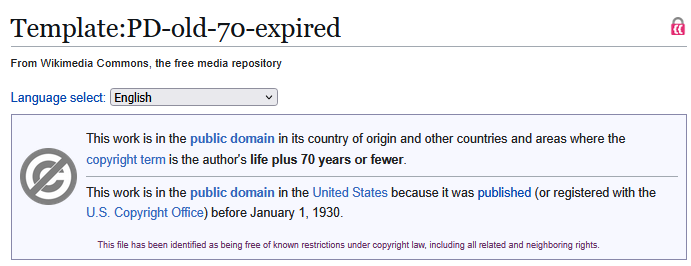 Template:PD-old-70-expired
From Wikimedia Commons, the free media repository
Language select: English
This work is in the public domain in its country of origin and other countries and areas where the
copyright term is the author's life plus 70 years or fewer.
This work is in the public domain in the United States because it was published (or registered with the
U.S. Copyright Office) before January 1, 1930.
This file has been identified as being free of known restrictions under copyright law, including all related and neighboring rights.